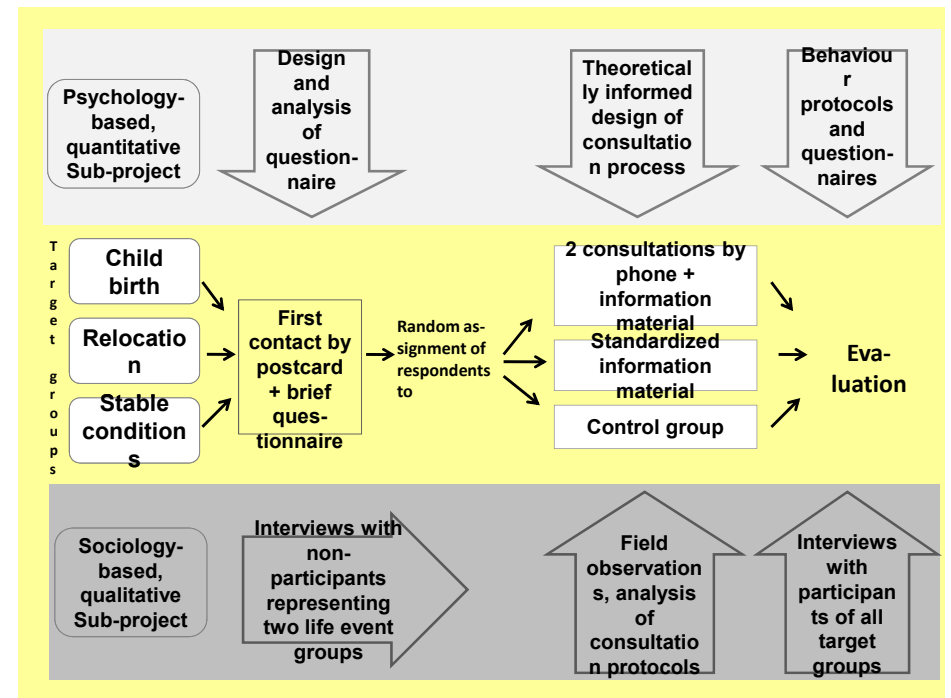 Psychology-
based,
quantitative
Sub-project
Design
and
analysis
of
question-
naire
Theoretical
ly informed
design of
consultatio
n process
Behaviou
r
protocols
and
question-
naires
T
a
r
g
e
t
g
r
o
u
p
s
Child
birth
Relocatio
n
Stable
condition
s
First
contact by
postcard
+ brief
ques-
tionnaire
Random as-
signment of
respondents
to
2 consultations by
phone +
information
material
Standardized
information
material
Control group
Eva-
luation
Sociology-
based,
qualitative
Sub-project
Interviews with
non-
participants
representing
two life event
groups
Field
observation
s, analysis
of
consultatio
n protocols
Interviews
with
participan
ts of all
target
groups